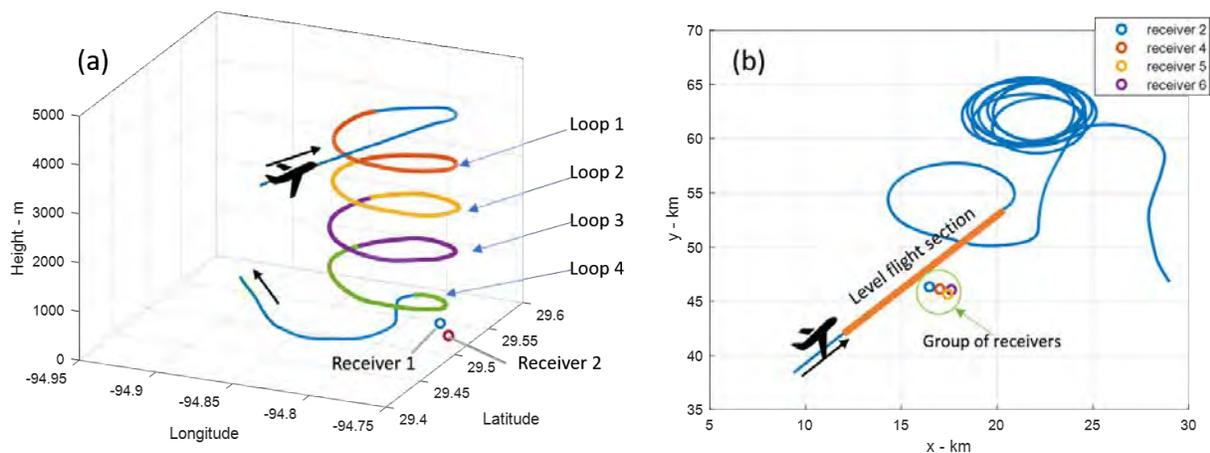 (a)
5000
4000
3000
2000
1000
0
Height - m
-94.95
-94.9
-94.85
-94.8
-94.75
Longitude
29.4
29.45
29.5
29.55
29.6
Latitude
Loop 1
Loop 2
Loop 3
Loop 4
Receiver 1
Receiver 2
(b)
receiver 2
receiver 4
receiver 5
receiver 6
70
65
60
55
50
45
40
35
y - km
5
10
15
20
25
30
x - km
Level flight section
Group of receivers